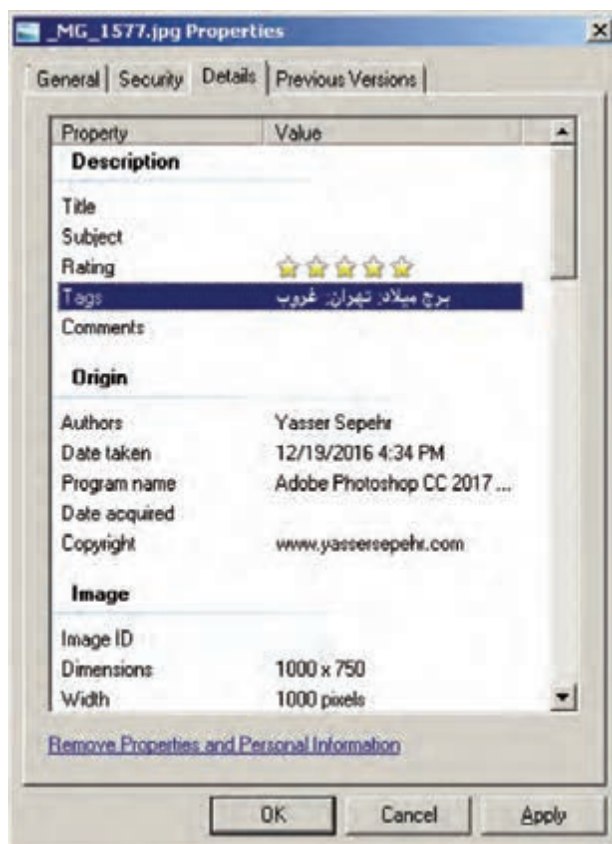 _MG_1577.jpg Properties
General Security Details Previous Versions
Property Value
Description
Title
Subject
Rating
Tags برج میلاد; تهران; غروب
Comments
Origin
Authors Yasser Sepehr
Date taken 12/19/2016 4:34 PM
Program name Adobe Photoshop CC 2017 ...
Date acquired
Copyright www.yassersepehr.com
Image
Image ID
Dimensions 1000 x 750
Width 1000 pixels
Remove Properties and Personal Information
OK Cancel Apply